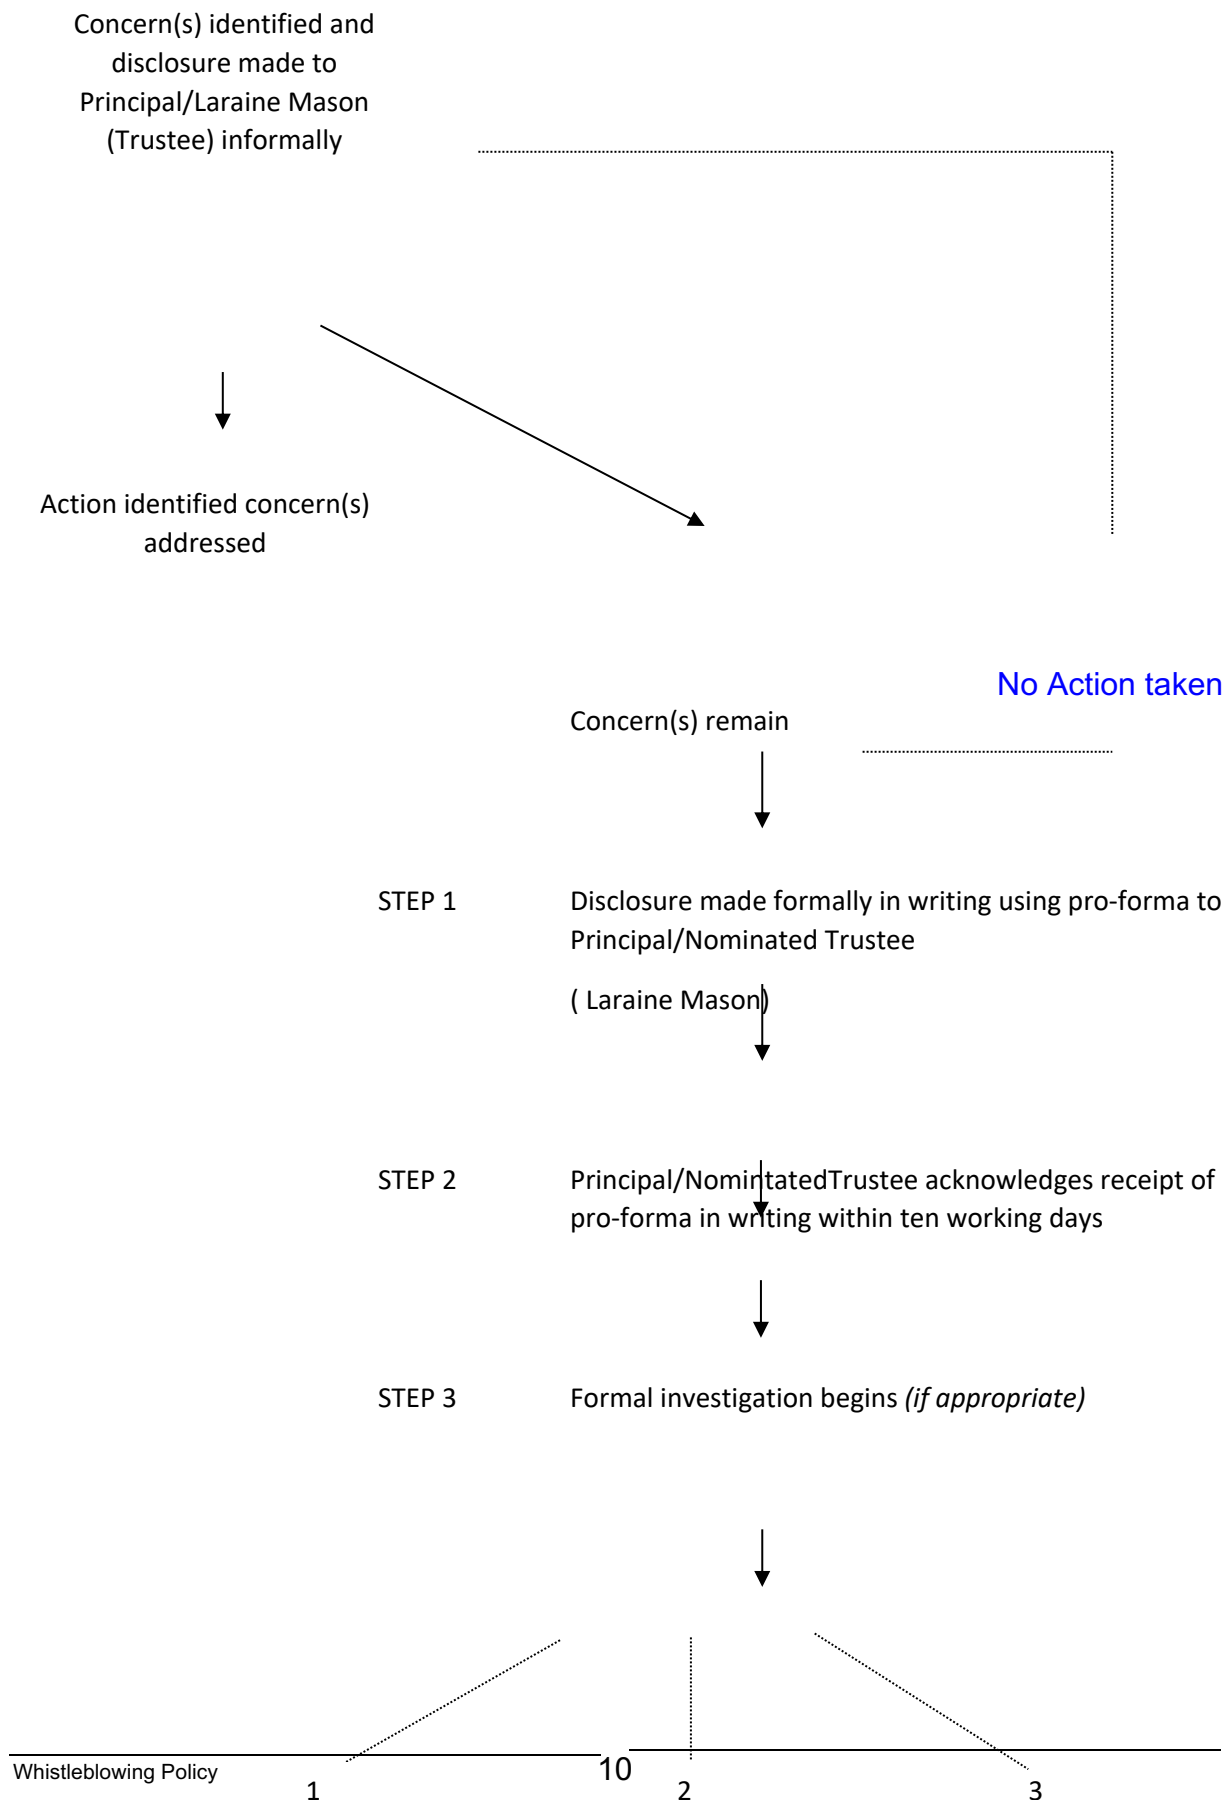 Concern(s) identified and
disclosure made to
Principal/Laraine Mason
(Trustee) informally
Action identified concern(s)
addressed
No Action taken
Concern(s) remain
STEP 1
Disclosure made formally in writing using pro-forma to
Principal/Nominated Trustee
( Laraine Mason)
STEP 2
Principal/NomintatedTrustee acknowledges receipt of
pro-forma in writing within ten working days
STEP 3
Formal investigation begins (if appropriate)
Whistleblowing Policy
10
1
2
3